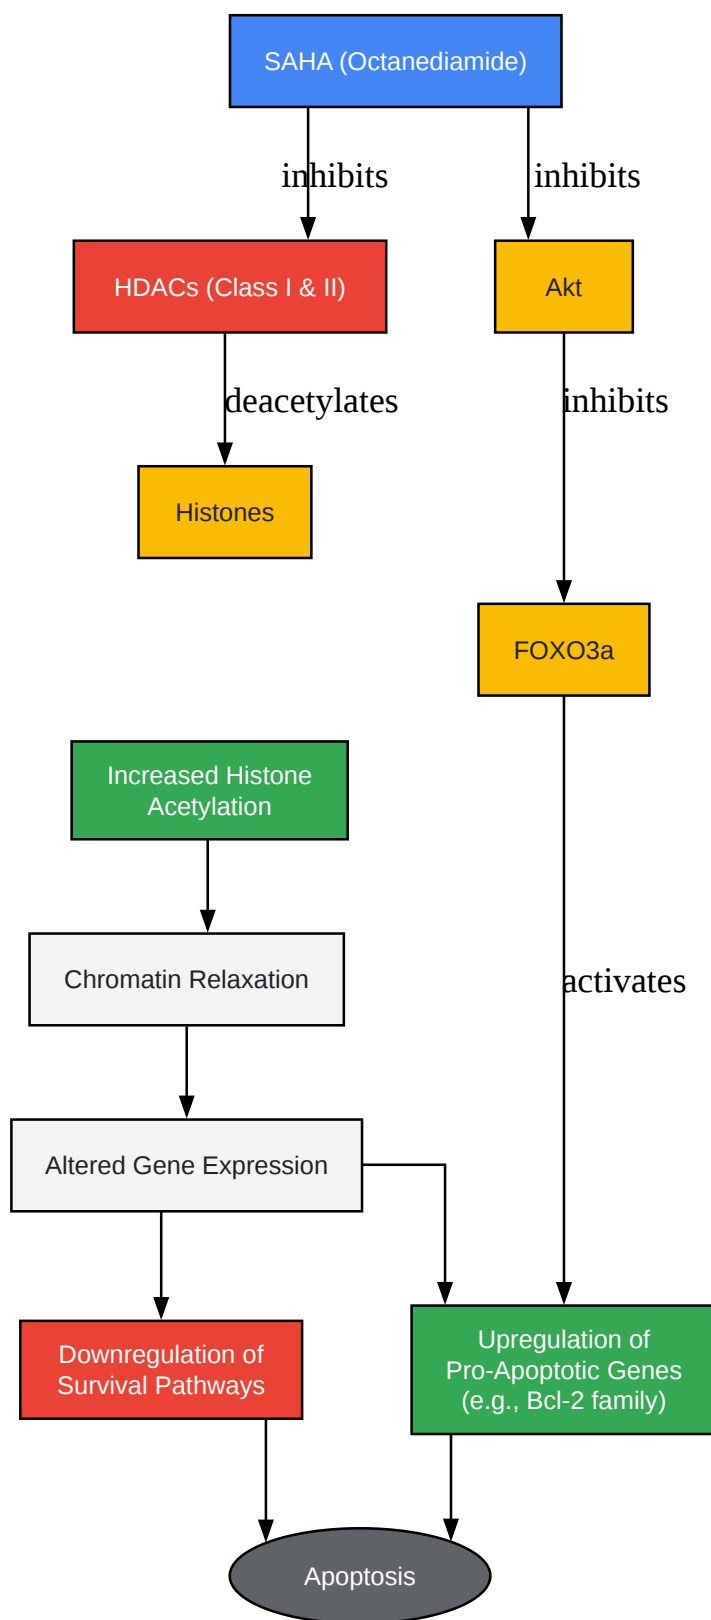 SAHA (Octanediamide)
inhibits
inhibits
HDACs (Class I & II)
Akt
deacetylates
inhibits
Histones
FOXO3a
Increased Histone
Acetylation
Chromatin Relaxation
activates
Altered Gene Expression
Downregulation of
Survival Pathways
Upregulation of
Pro-Apoptotic Genes
(e.g., Bcl-2 family)
Apoptosis